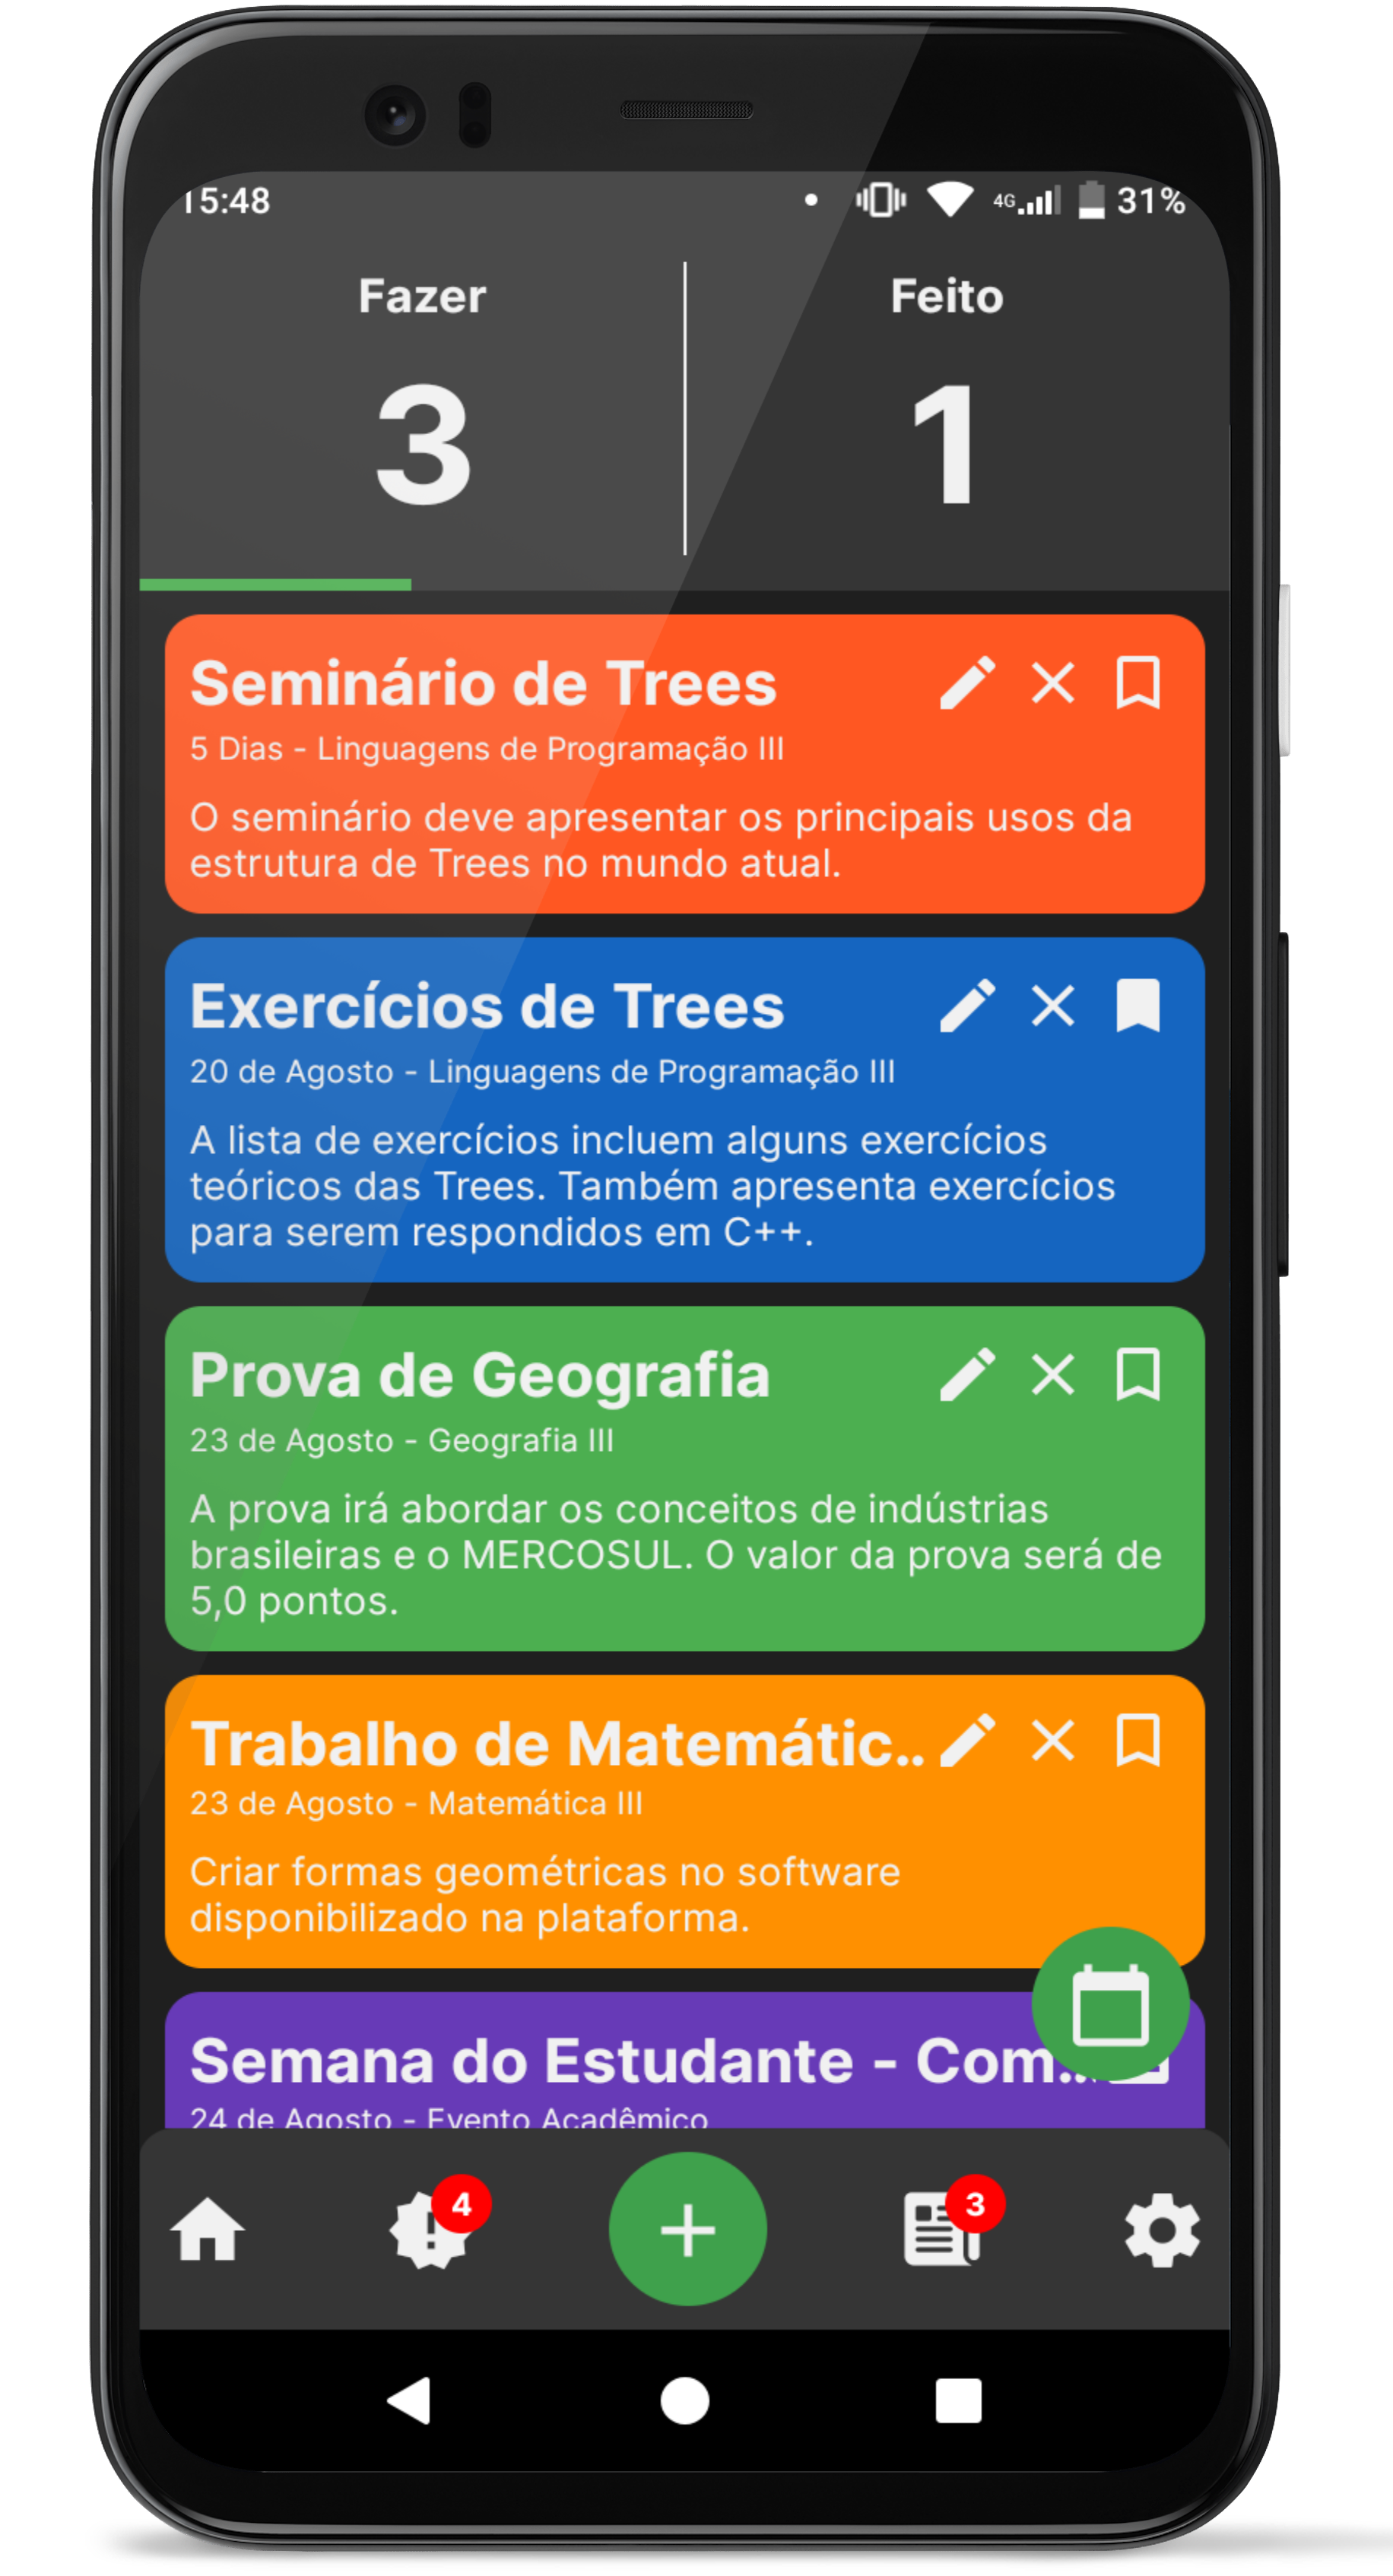 15:48
4G 31%
Fazer
Feito
3
1
Seminário de Trees
5 Dias - Linguagens de Programação III
O seminário deve apresentar os principais usos da
estrutura de Trees no mundo atual.
Exercícios de Trees
20 de Agosto - Linguagens de Programação III
A lista de exercícios incluem alguns exercícios
teóricos das Trees. Também apresenta exercícios
para serem respondidos em C++.
Prova de Geografia
23 de Agosto - Geografia III
A prova irá abordar os conceitos de indústrias
brasileiras e o MERCOSUL. O valor da prova será de
5,0 pontos.
Trabalho de Matemátic..
23 de Agosto - Matemática III
Criar formas geométricas no software
disponibilizado na plataforma.
Semana do Estudante - Com...
24 de Agosto - Evento Acadêmico
4
3